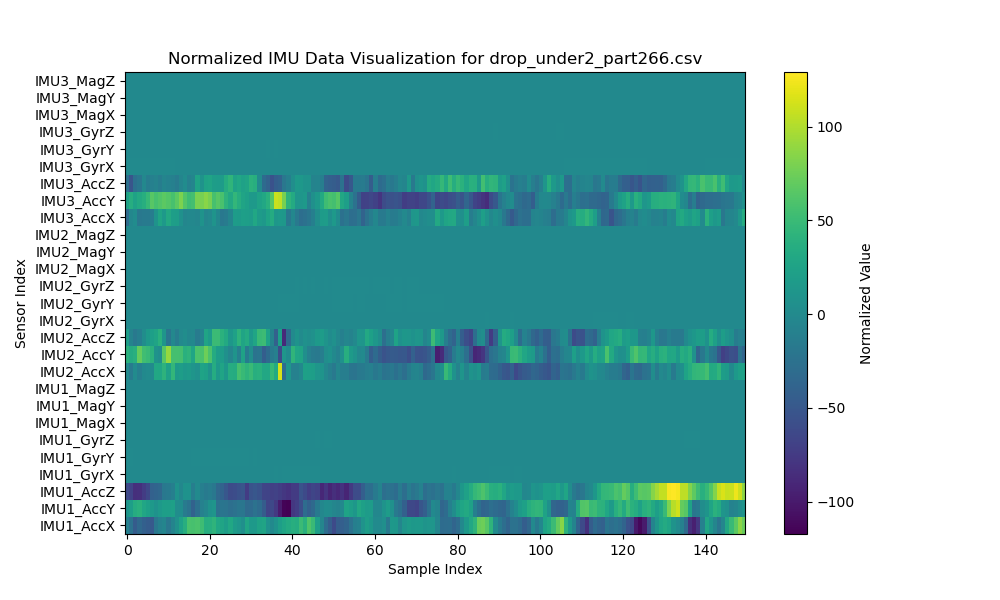 Normalized IMU Data Visualization for drop_under2_part266.csv
IMU3_MagZ
IMU3_MagY
IMU3_MagX
IMU3_GyrZ
IMU3_GyrY
IMU3_GyrX
IMU3_AccZ
IMU3_AccY
IMU3_AccX
IMU2_MagZ
IMU2_MagY
IMU2_MagX
IMU2_GyrZ
IMU2_GyrY
IMU2_GyrX
IMU2_AccZ
IMU2_AccY
IMU2_AccX
IMU1_MagZ
IMU1_MagY
IMU1_MagX
IMU1_GyrZ
IMU1_GyrY
IMU1_GyrX
IMU1_AccZ
IMU1_AccY
IMU1_AccX
Sensor Index
0 20 40 60 80 100 120 140
Sample Index
100
50
0
−50
−100
Normalized Value